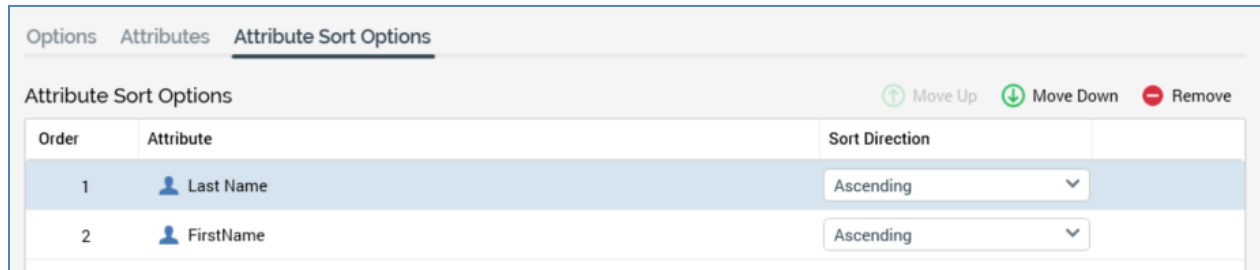 Options Attributes Attribute Sort Options
Attribute Sort Options Move Up Move Down Remove
Order Attribute Sort Direction
1 Last Name Ascending
2 FirstName Ascending